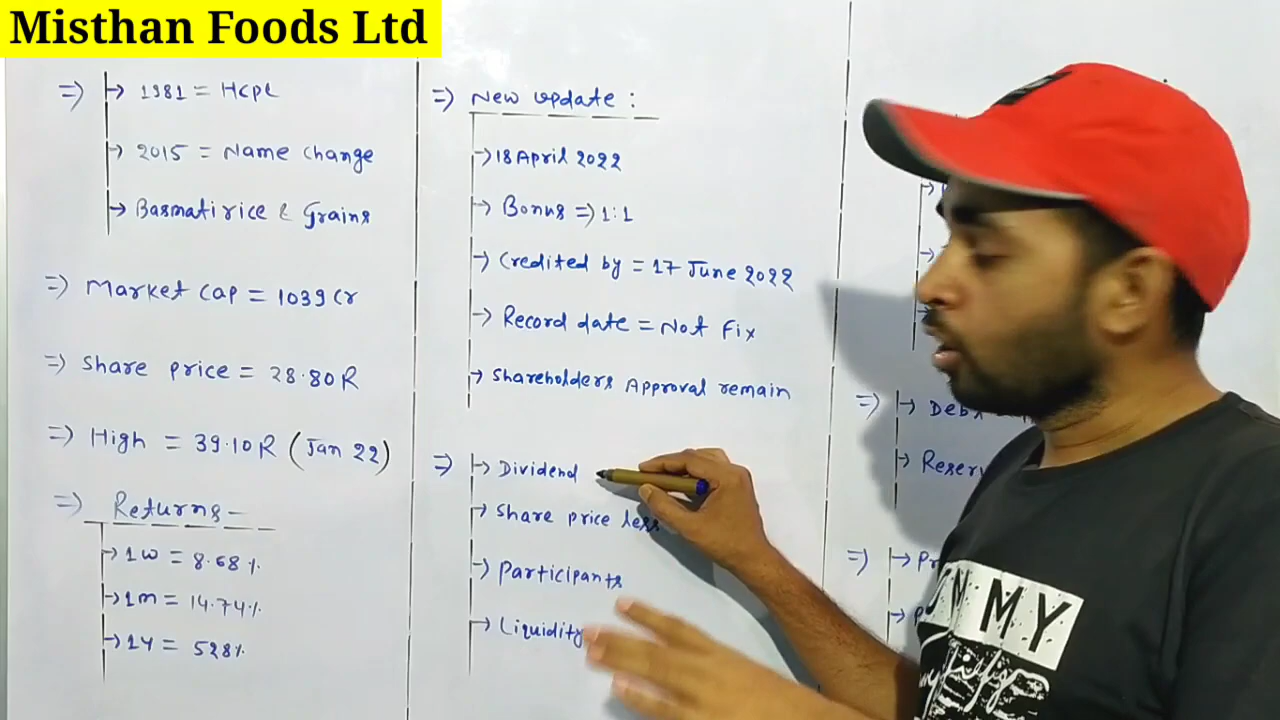 Misthan Foods Ltd
=> → 1981 = HCPL
→ 2015 = Name Change
→ Basmati rice & Grains
=> Market Cap = 1039 Cr
=> Share price = 28.80 R
=> High = 39.10 R (Jan 22)
=> Returns -
→ 1W = 8.68%
→ 1M = 14.74%
→ 1Y = 528%
=> New update :
→ 18 April 2022
→ Bonus => 1:1
→ Credited by = 17 June 2022
→ Record date = Not Fix
→ Shareholders Approval remain
=> → Dividend
→ Share price less
→ Participants
→ Liquidity
=> → Debt
→ Reserv
=> → Pr
→ P
MY